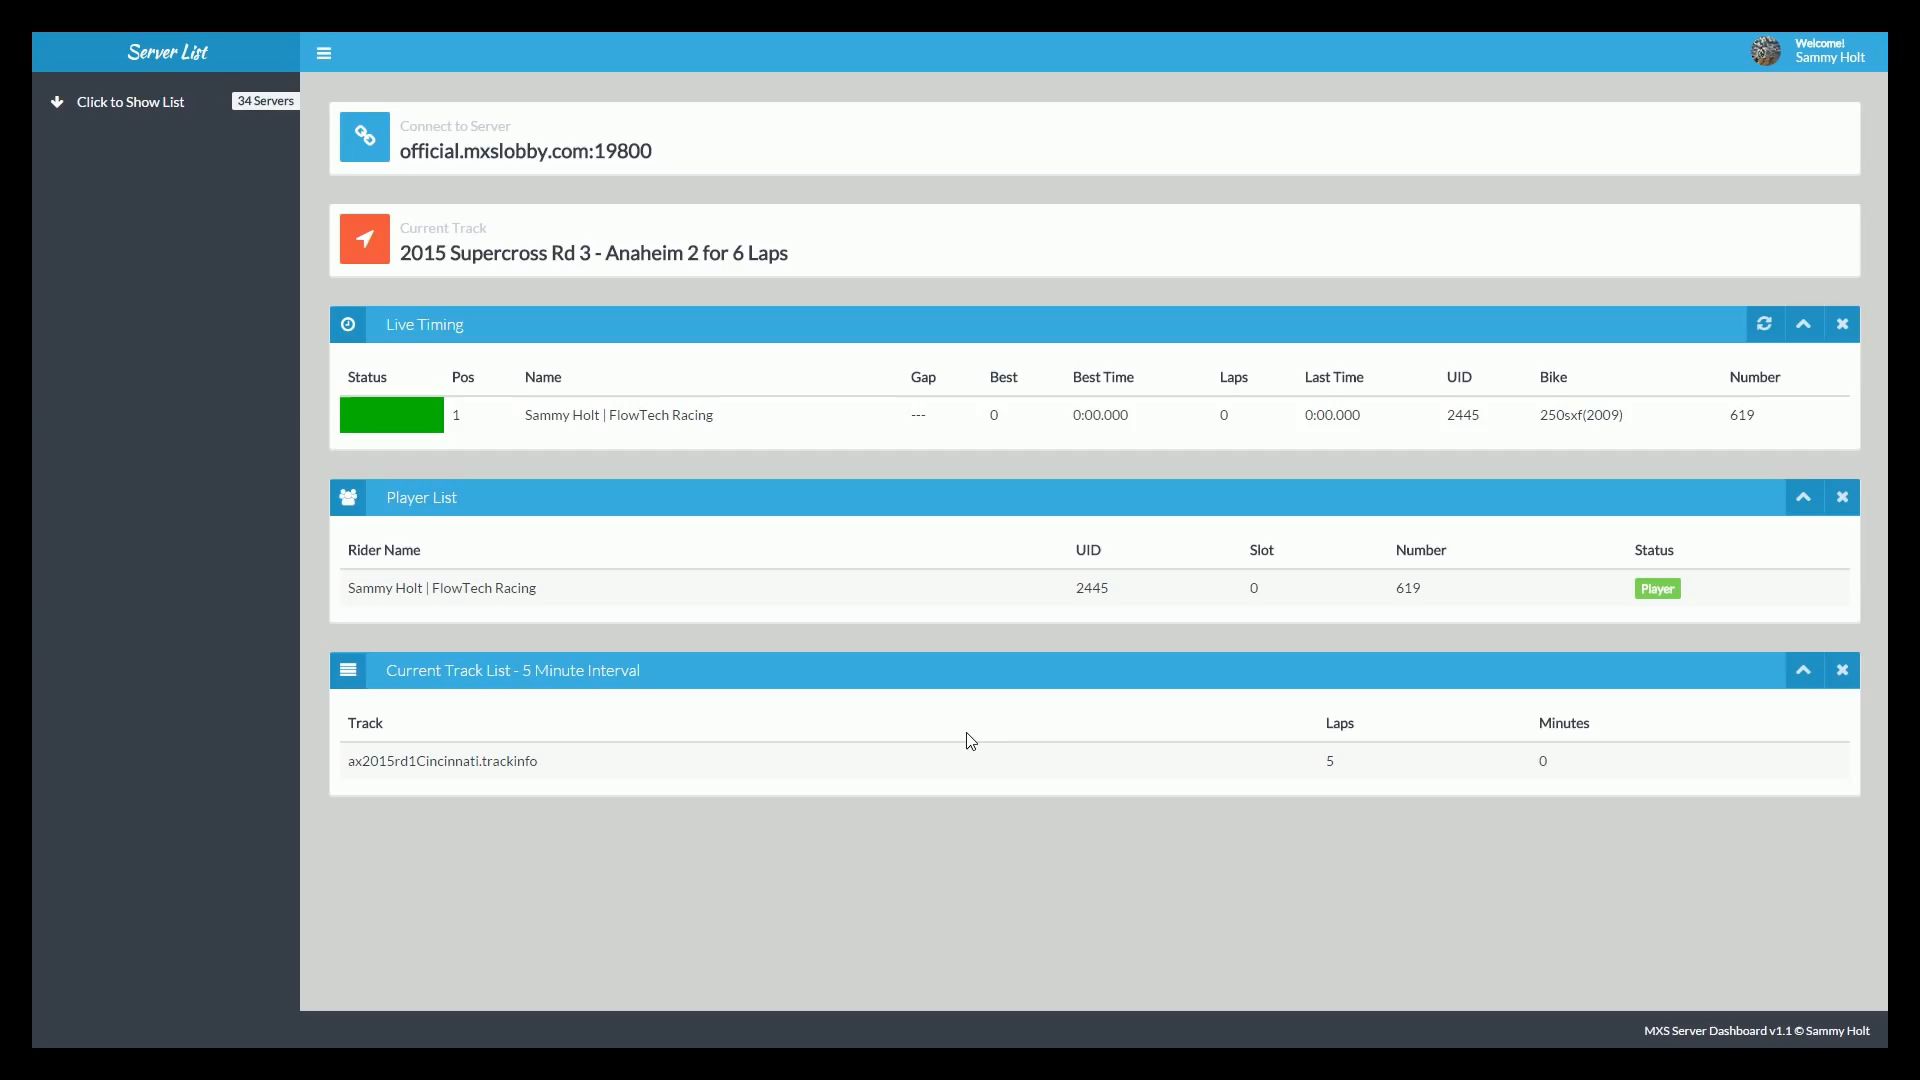 Server List
Welcome!
Sammy Holt
Click to Show List 34 Servers
Connect to Server
official.mxslobby.com:19800
Current Track
2015 Supercross Rd 3 - Anaheim 2 for 6 Laps
Live Timing
Status Pos Name Gap Best Best Time Laps Last Time UID Bike Number
1 Sammy Holt | FlowTech Racing --- 0 0:00.000 0 0:00.000 2445 250sxf(2009) 619
Player List
Rider Name UID Slot Number Status
Sammy Holt | FlowTech Racing 2445 0 619 Player
Current Track List - 5 Minute Interval
Track Laps Minutes
ax2015rd1Cincinnati.trackinfo 5 0
MXS Server Dashboard v1.1 © Sammy Holt